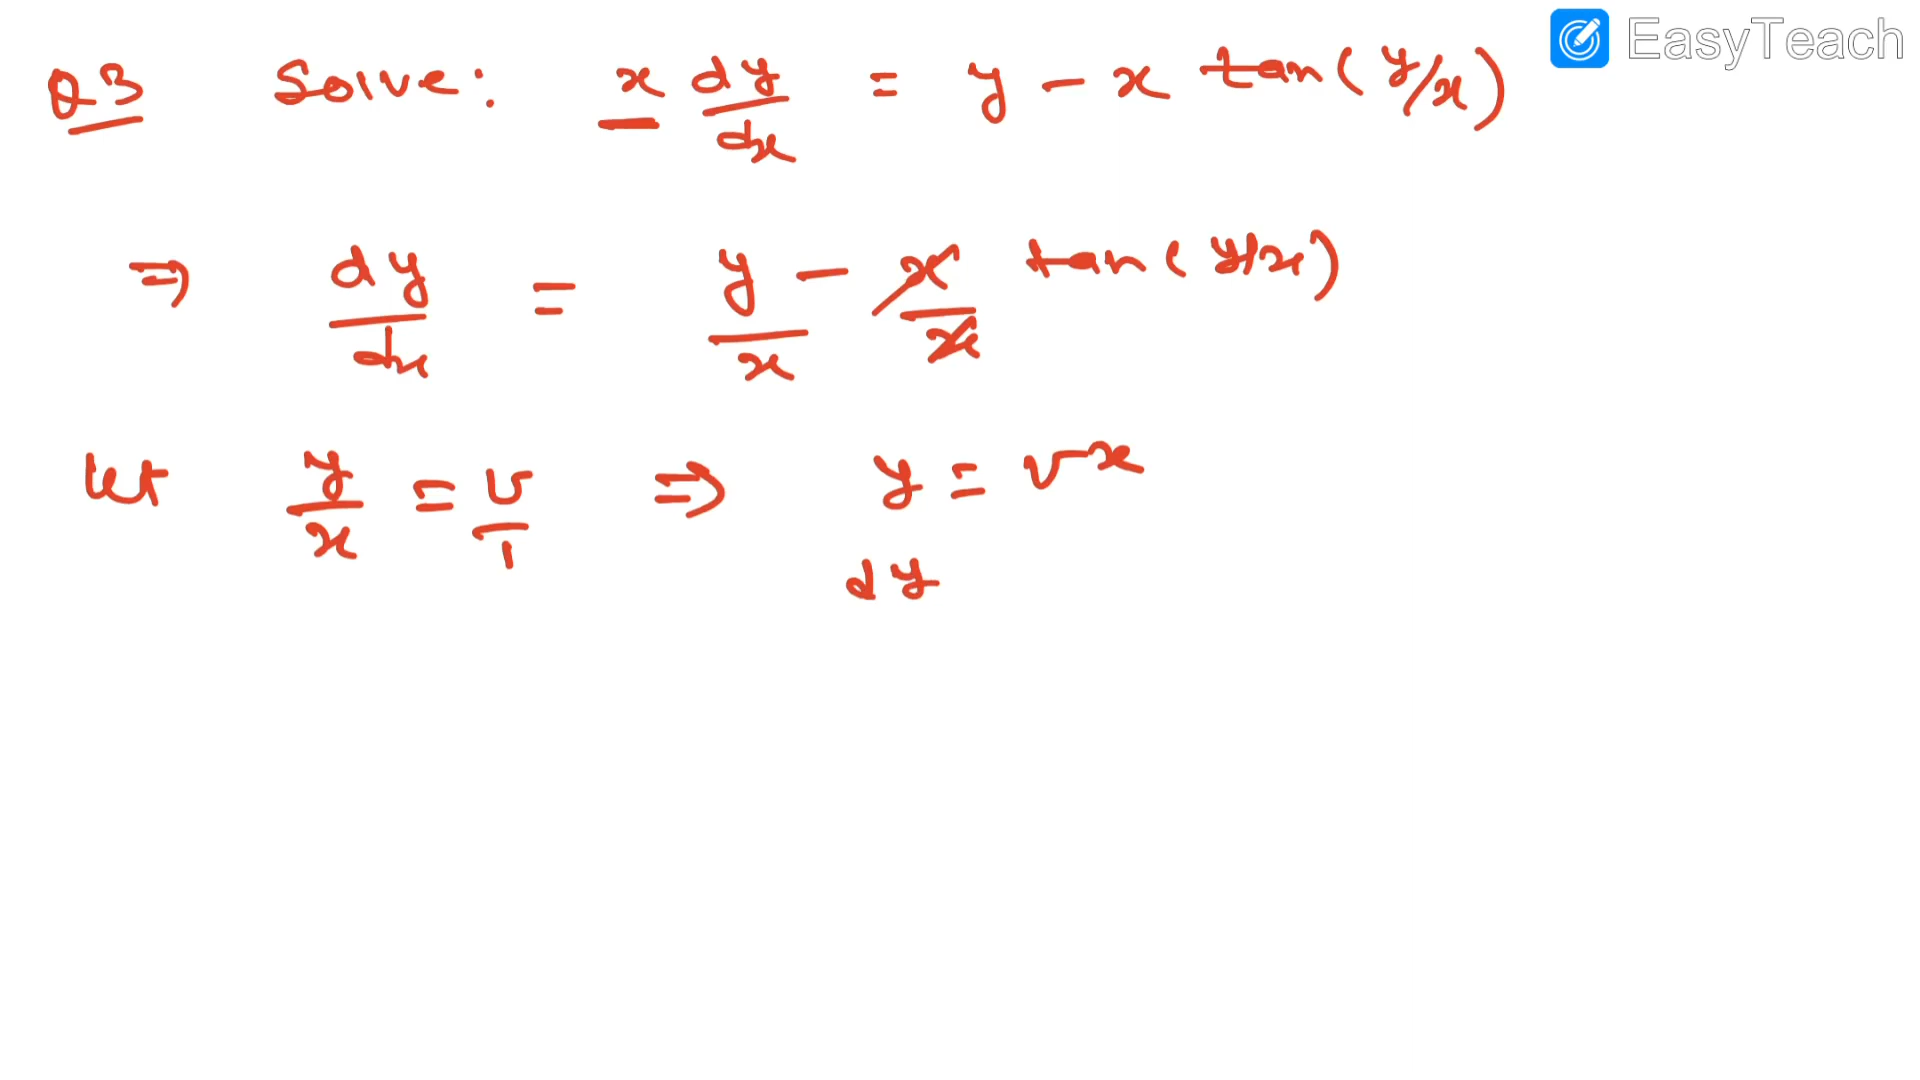 EasyTeach
Q3 Solve: x dy/dx = y - x tan(y/x)
⇒ dy/dx = y/x - x/x tan(y/x)
let y/x = v/1 ⇒ y = vx
dy